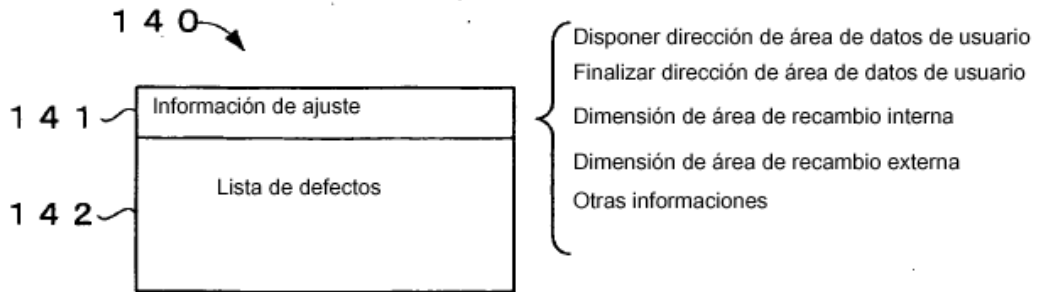 140
141
Información de ajuste
142
Lista de defectos
Disponer dirección de área de datos de usuario
Finalizar dirección de área de datos de usuario
Dimensión de área de recambio interna
Dimensión de área de recambio externa
Otras informaciones